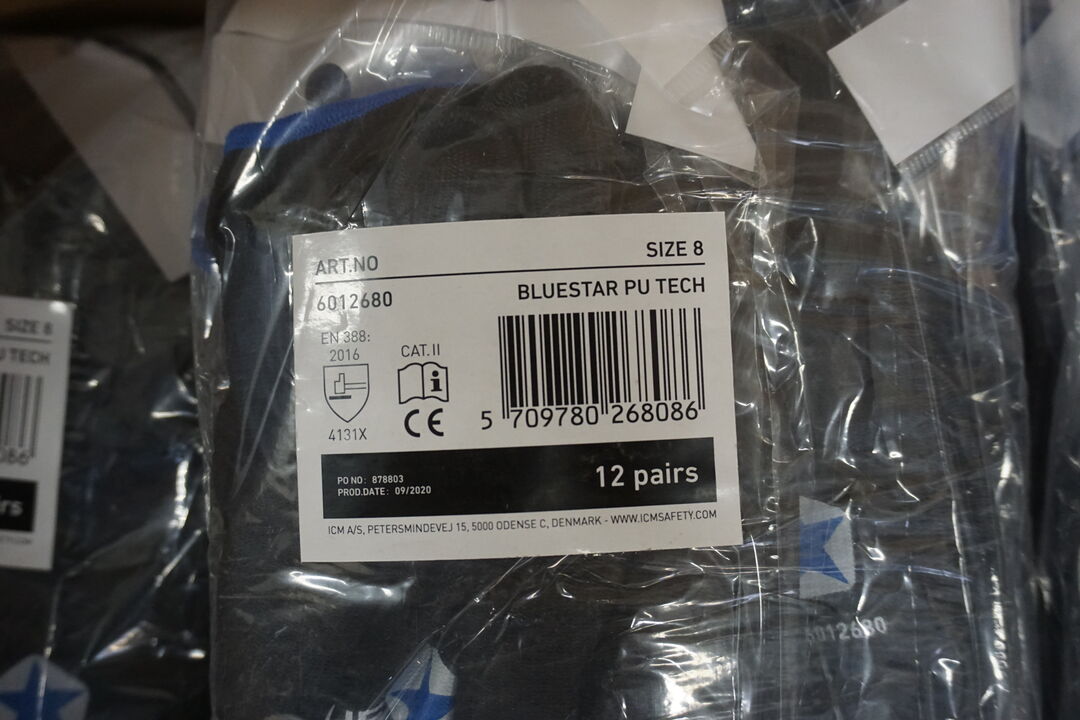 ART.NO
SIZE 8
6012680
BLUESTAR PU TECH
EN 388:
2016
CAT.II
i
4131X
CE
5 709780 268086
PO NO: 878803
PROD.DATE: 09/2020
12 pairs
ICM A/S, PETERSMINDEVEJ 15, 5000 ODENSE C, DENMARK - WWW.ICMSAFETY.COM
6012680
SIZE 8
TECH